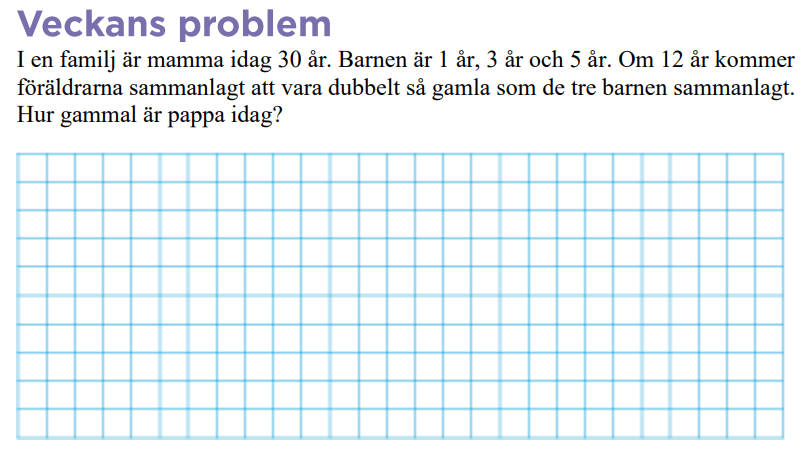 Veckans problem
I en familj är mamma idag 30 år. Barnen är 1 år, 3 år och 5 år. Om 12 år kommer
föräldrarna sammanlagt att vara dubbelt så gamla som de tre barnen sammanlagt.
Hur gammal är pappa idag?